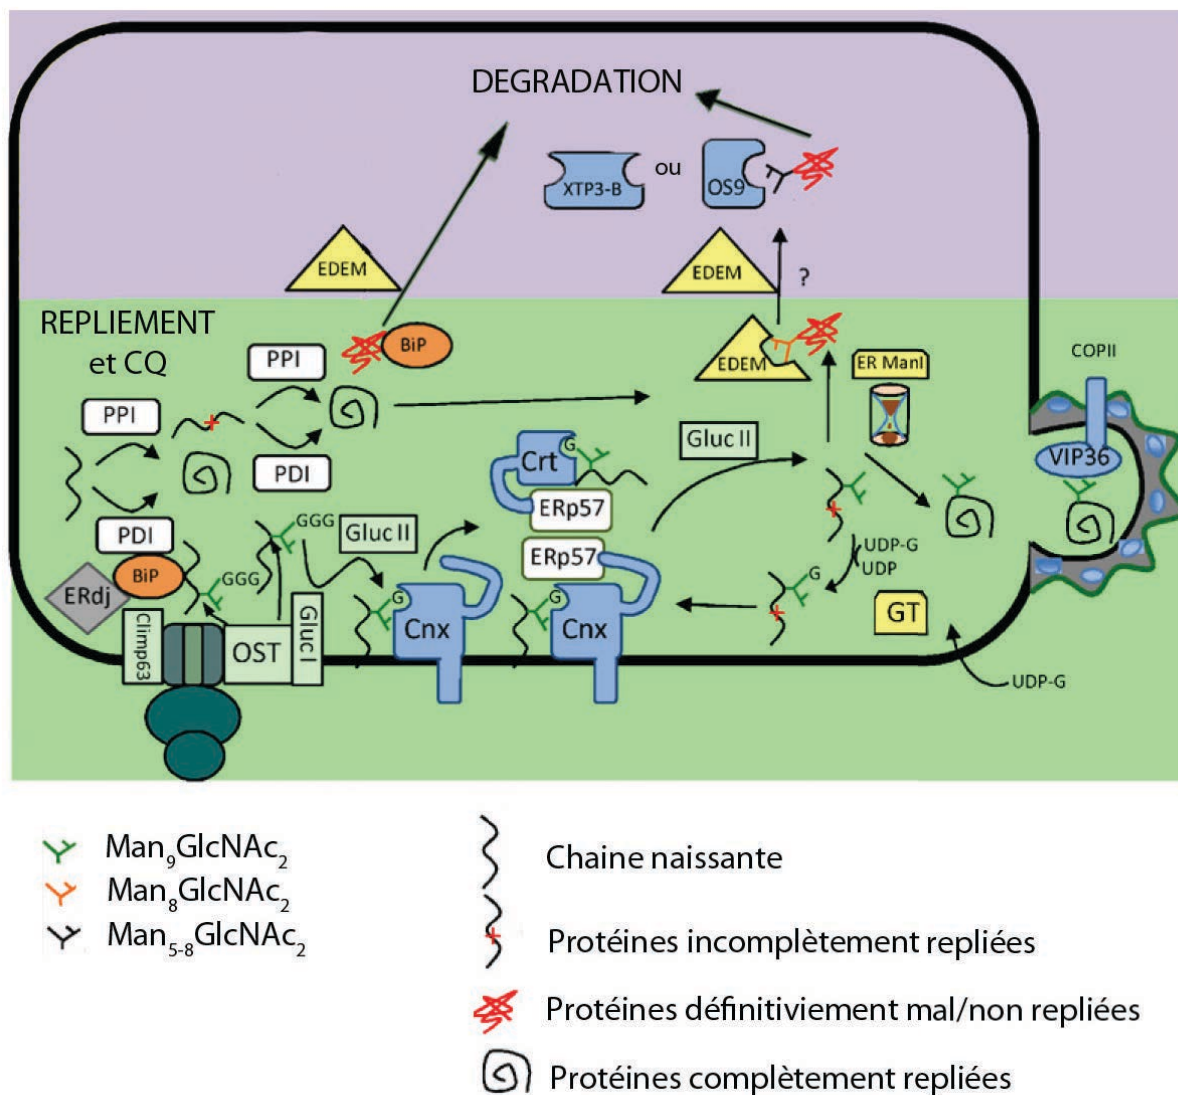 DEGRADATION
XTP3-B
ou
OS9
EDEM
EDEM
?
REPLIEMENT
et CQ
PPI
BiP
EDEM
ER ManI
COPII
PPI
PDI
Gluc II
G
Crt
VIP36
ERp57
GGG
Gluc II
PDI
ERp57
UDP-G
UDP
BiP
GGG
ERdj
G
G
G
Cnx
Cnx
GT
Climp63
OST
Gluc I
UDP-G
Man9GlcNAc2
Man8GlcNAc2
Man5-8GlcNAc2
Chaine naissante
Protéines incomplètement repliées
Protéines définitiviement mal/non repliées
Protéines complètement repliées